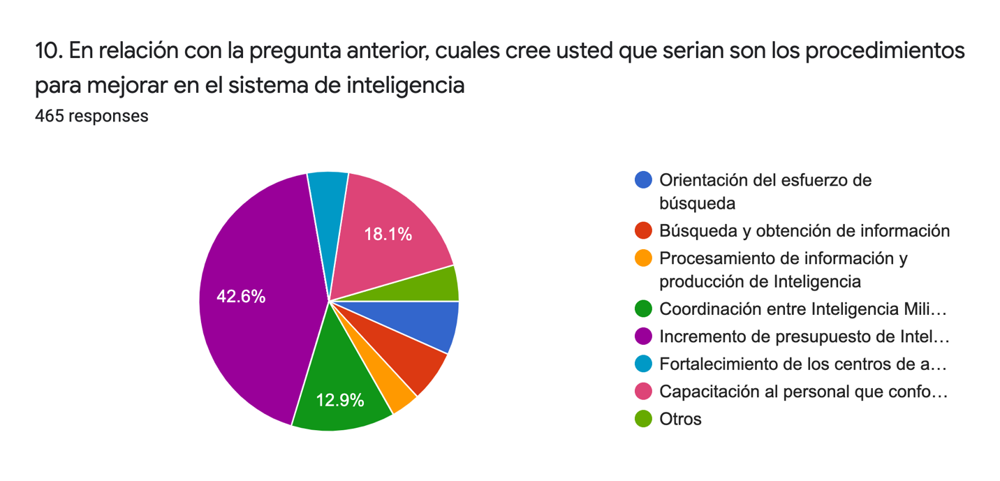 10. En relación con la pregunta anterior, cuales cree usted que serian son los procedimientos
para mejorar en el sistema de inteligencia
465 responses
18.1%
42.6%
12.9%
Orientación del esfuerzo de
búsqueda
Búsqueda y obtención de información
Procesamiento de información y
producción de Inteligencia
Coordinación entre Inteligencia Mili…
Incremento de presupuesto de Intel…
Fortalecimiento de los centros de a…
Capacitación al personal que confo…
Otros